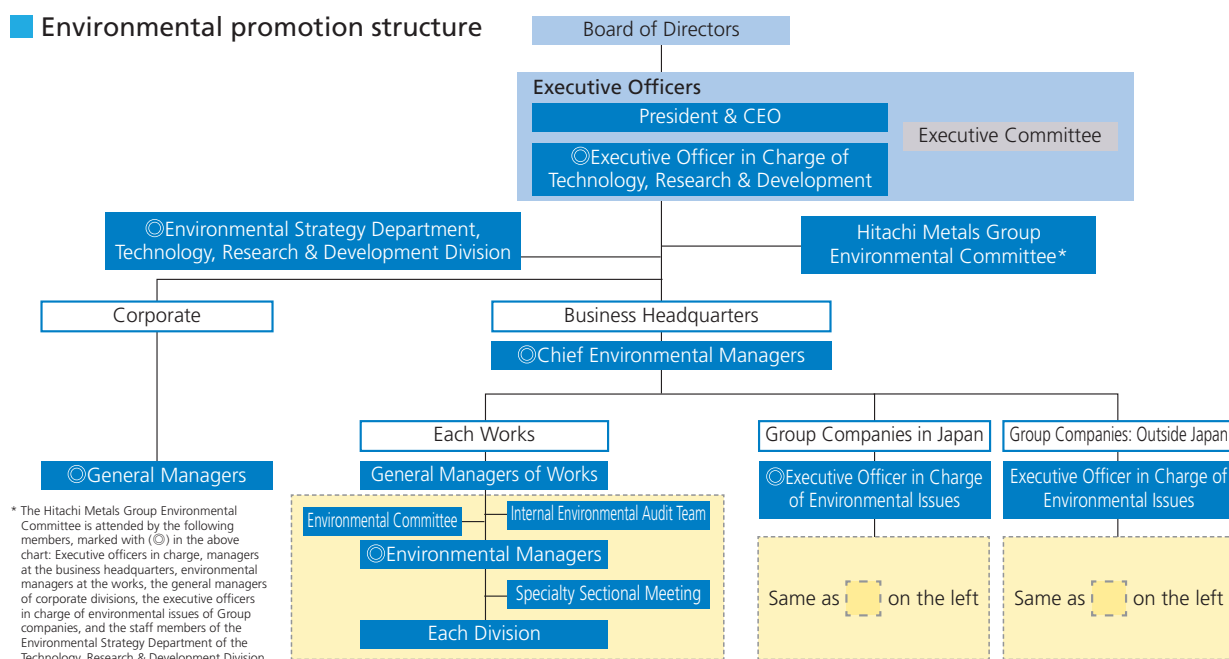 Environmental promotion structure
Board of Directors
Executive Officers
President & CEO
Executive Committee
◎Executive Officer in Charge of
Technology, Research & Development
◎Environmental Strategy Department,
Technology, Research & Development Division
Hitachi Metals Group
Environmental Committee*
Corporate
Business Headquarters
◎Chief Environmental Managers
Each Works
Group Companies in Japan
Group Companies: Outside Japan
◎General Managers
General Managers of Works
◎Executive Officer in Charge
of Environmental Issues
Executive Officer in Charge of
Environmental Issues
Environmental Committee
Internal Environmental Audit Team
◎Environmental Managers
Specialty Sectional Meeting
Each Division
Same as on the left
Same as on the left
* The Hitachi Metals Group Environmental
Committee is attended by the following
members, marked with (◎) in the above
chart: Executive officers in charge, managers
at the business headquarters, environmental
managers at the works, the general managers
of corporate divisions, the executive officers
in charge of environmental issues of Group
companies, and the staff members of the
Environmental Strategy Department of the
Technology, Research & Development Division